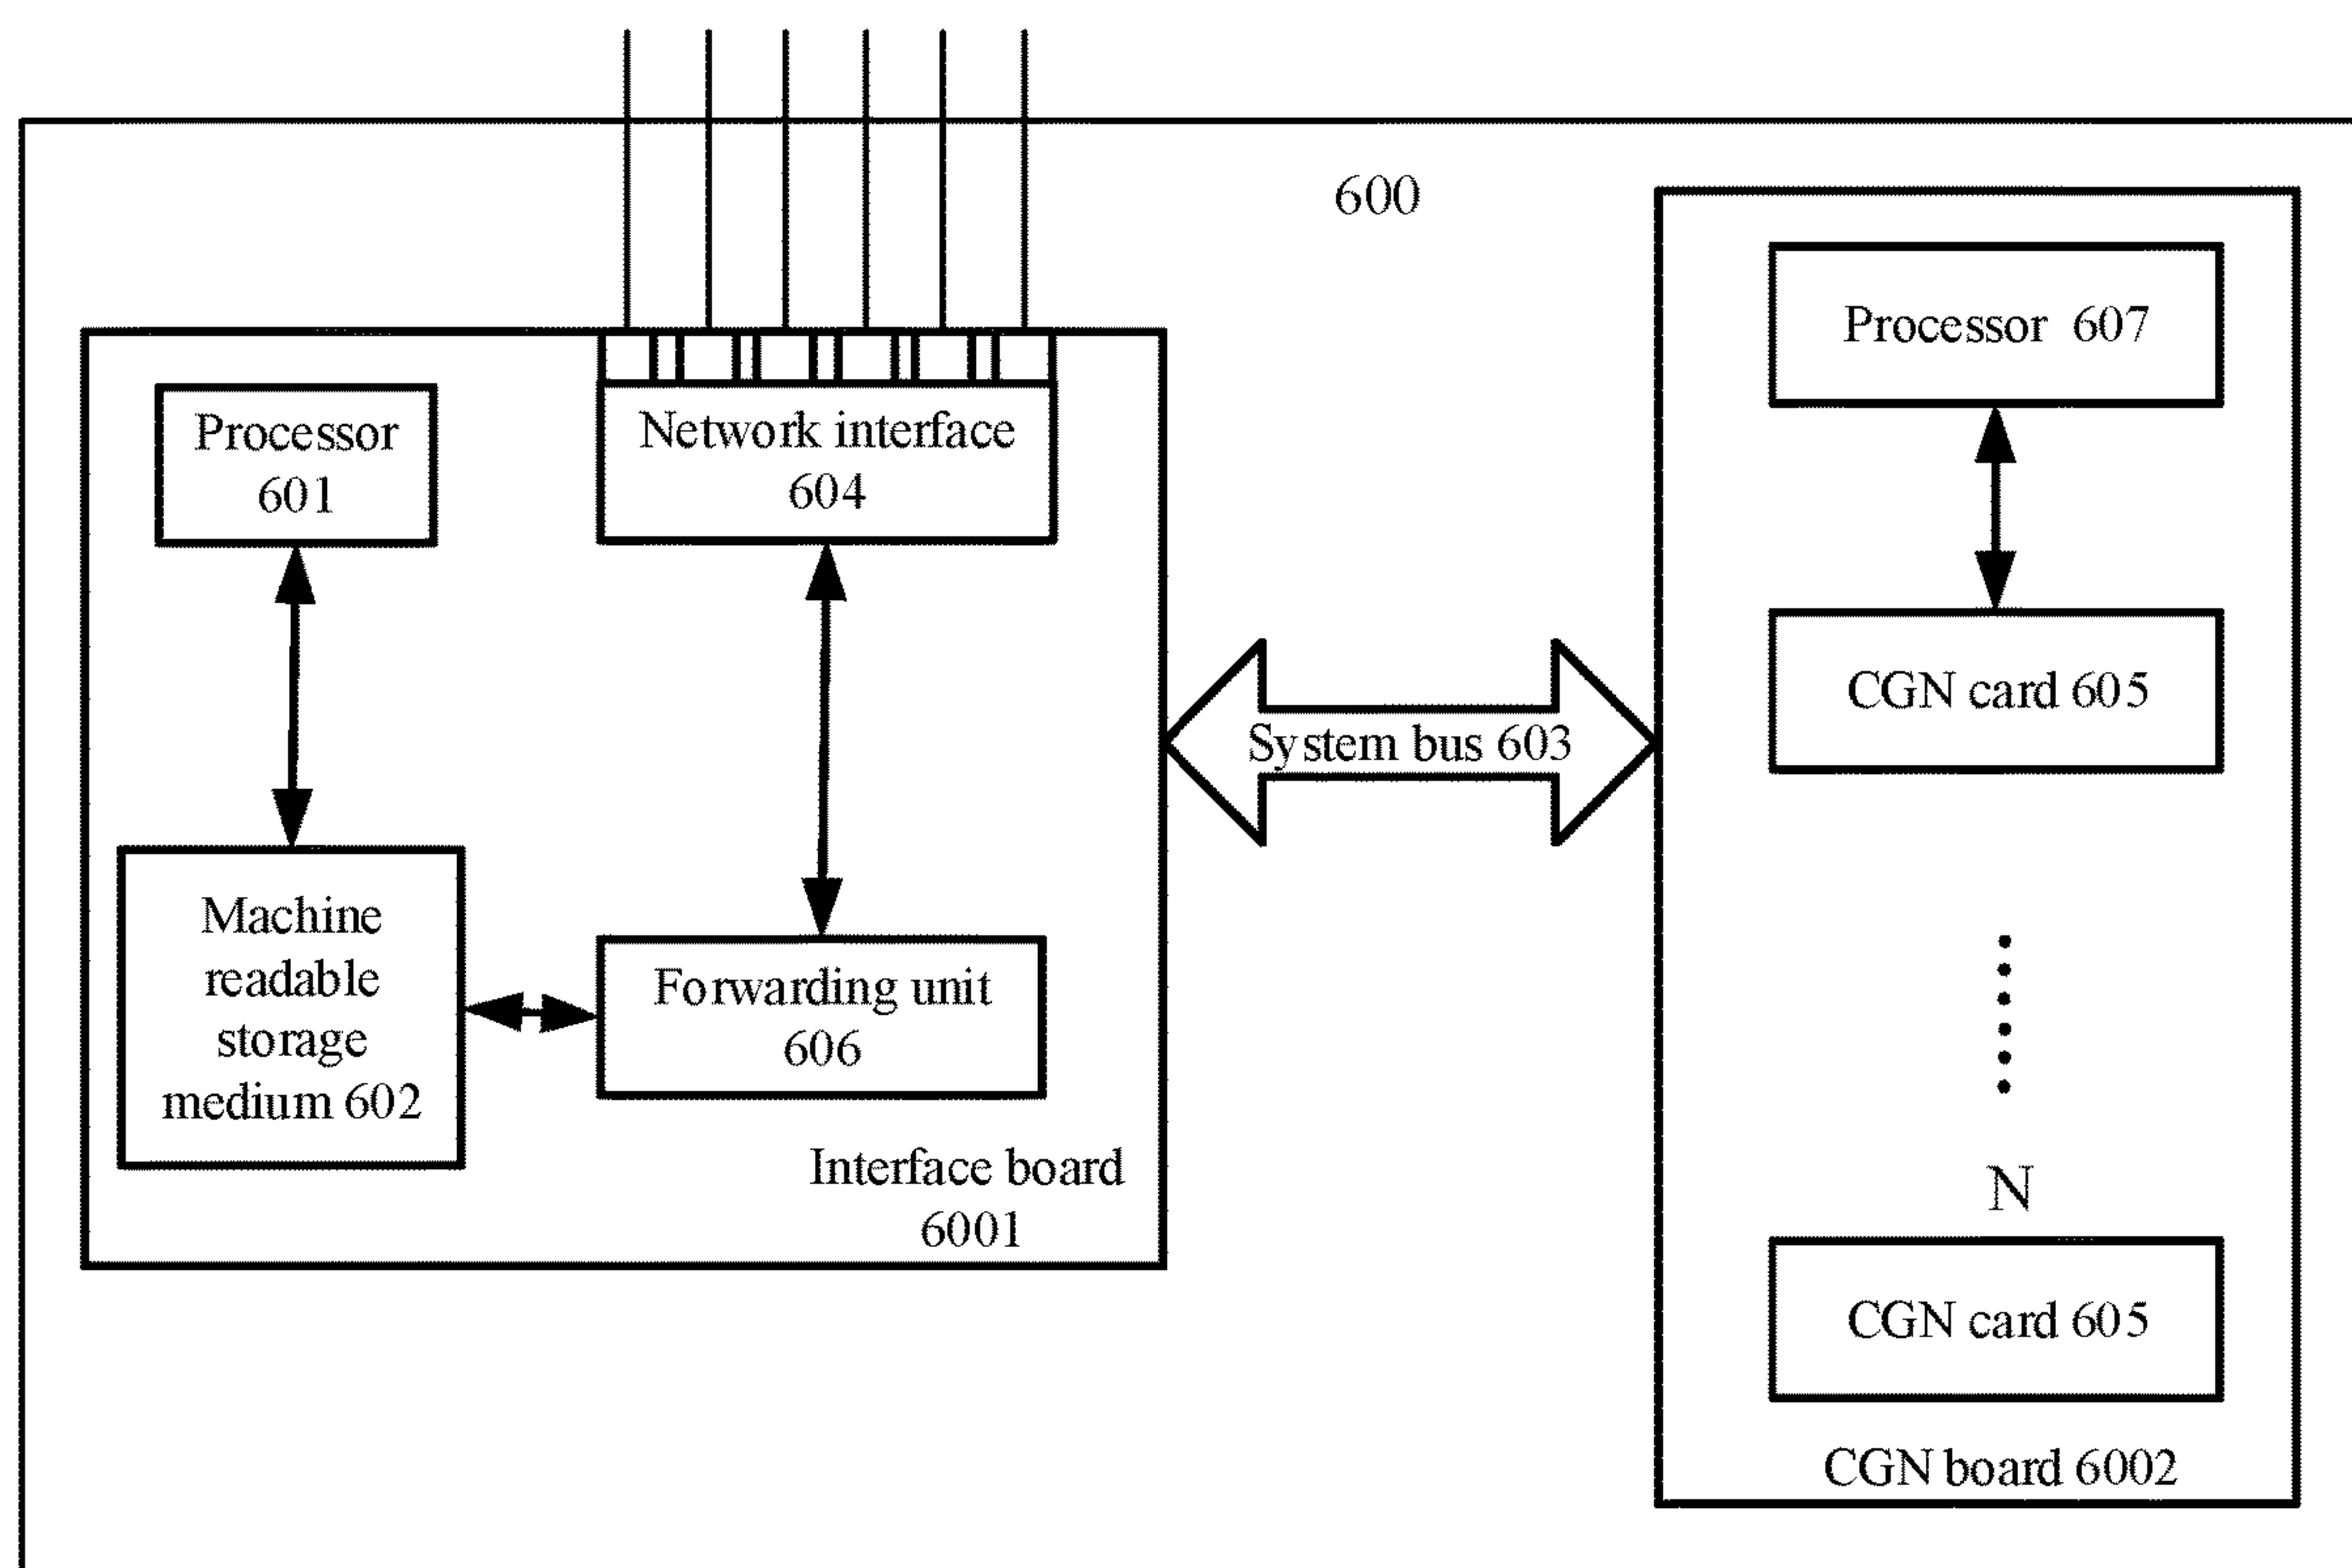 600
Processor
601
Network interface
604
Machine
readable
storage
medium 602
Forwarding unit
606
Interface board
6001
System bus 603
Processor 607
CGN card 605
N
CGN card 605
CGN board 6002